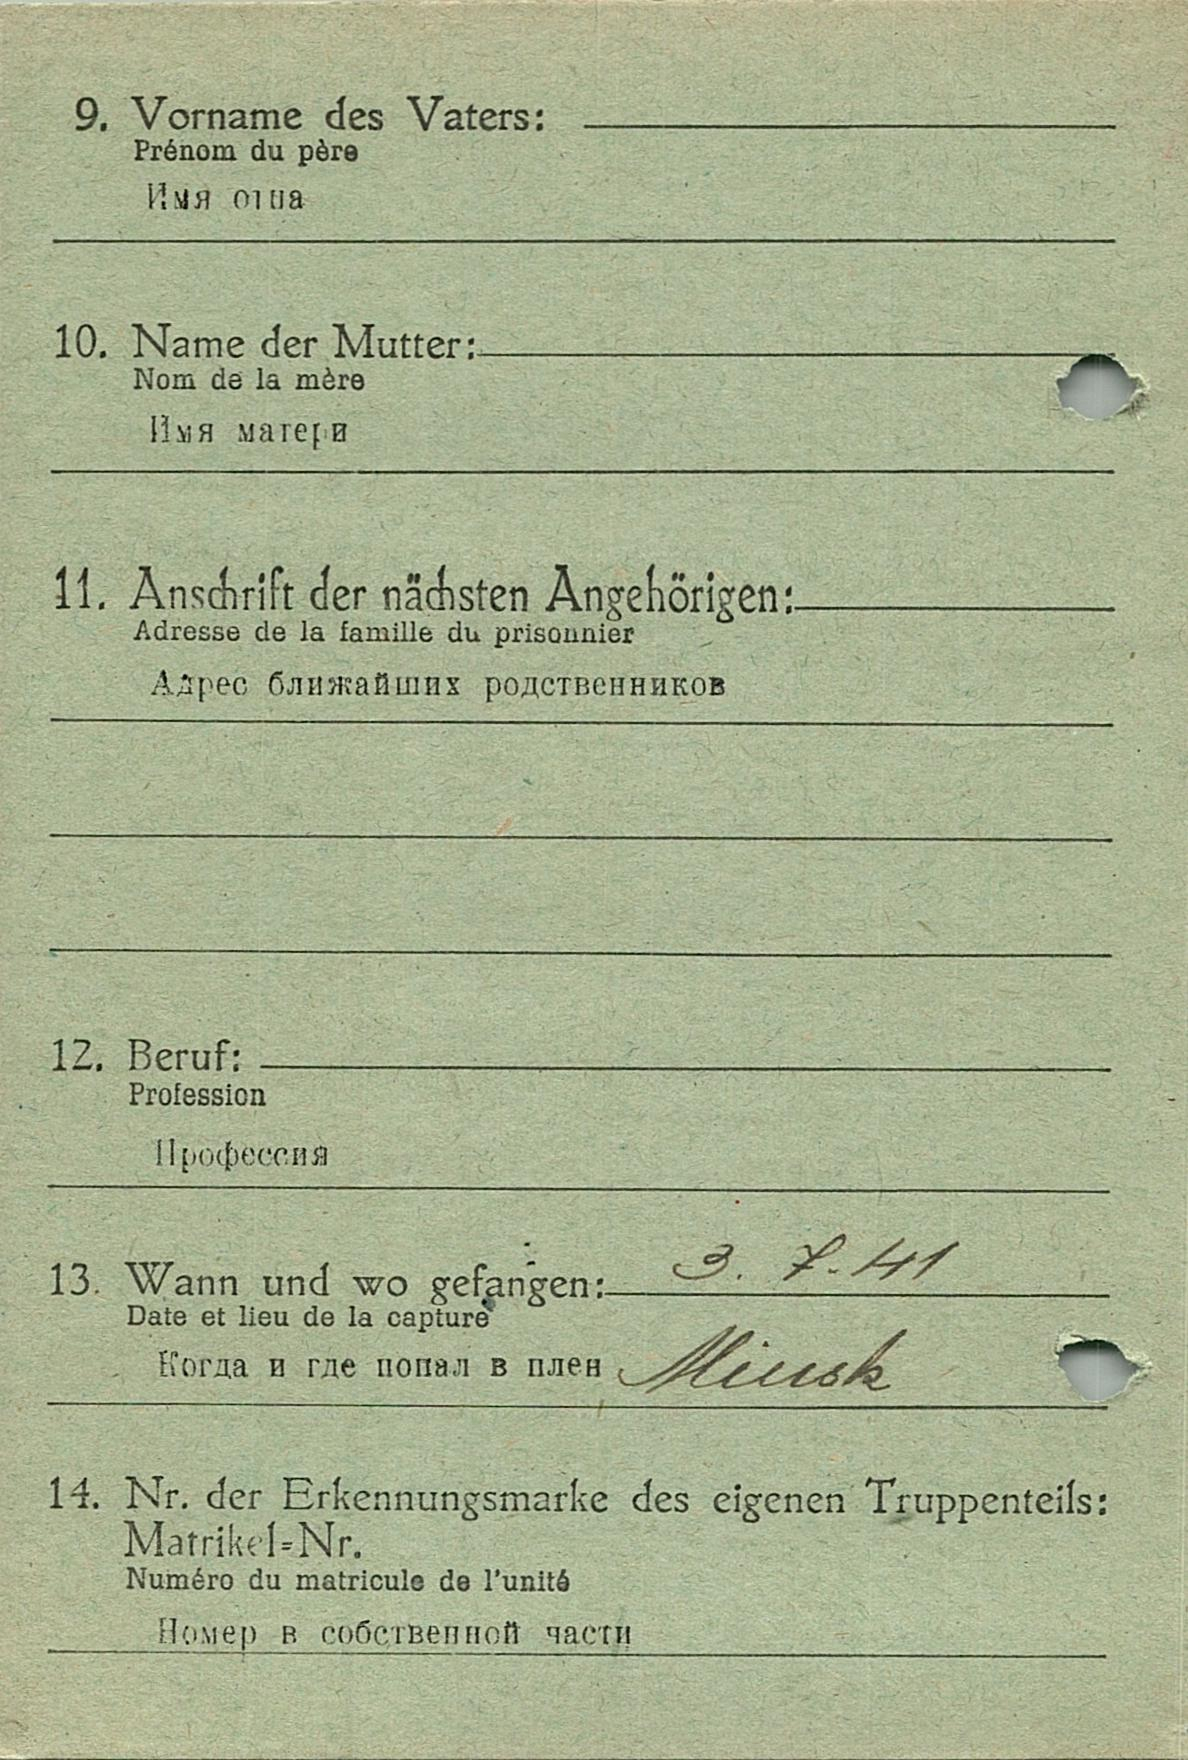 9. Vorname des Vaters:
Prénom du père
Имя отца
10. Name der Mutter:
Nom de la mère
Имя матери
11. Anschrift der nächsten Angehörigen:
Adresse de la famille du prisonnier
Адрес ближайших родственников
12. Beruf:
Profession
Профессия
13. Wann und wo gefangen: 3. 7. 41
Date et lieu de la capture
Когда и где попал в плен Minsk
14. Nr. der Erkennungsmarke des eigenen Truppenteils:
Matrikel=Nr.
Numéro du matricule de l'unité
Номер в собственной части